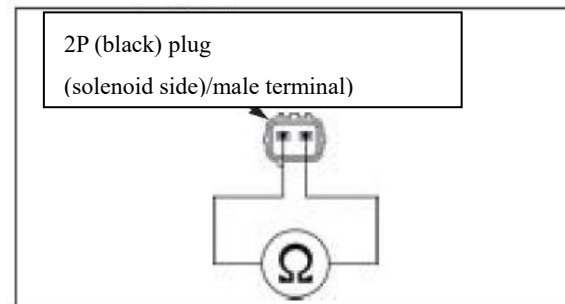 2P (black) plug
(solenoid side)/male terminal)
Ω